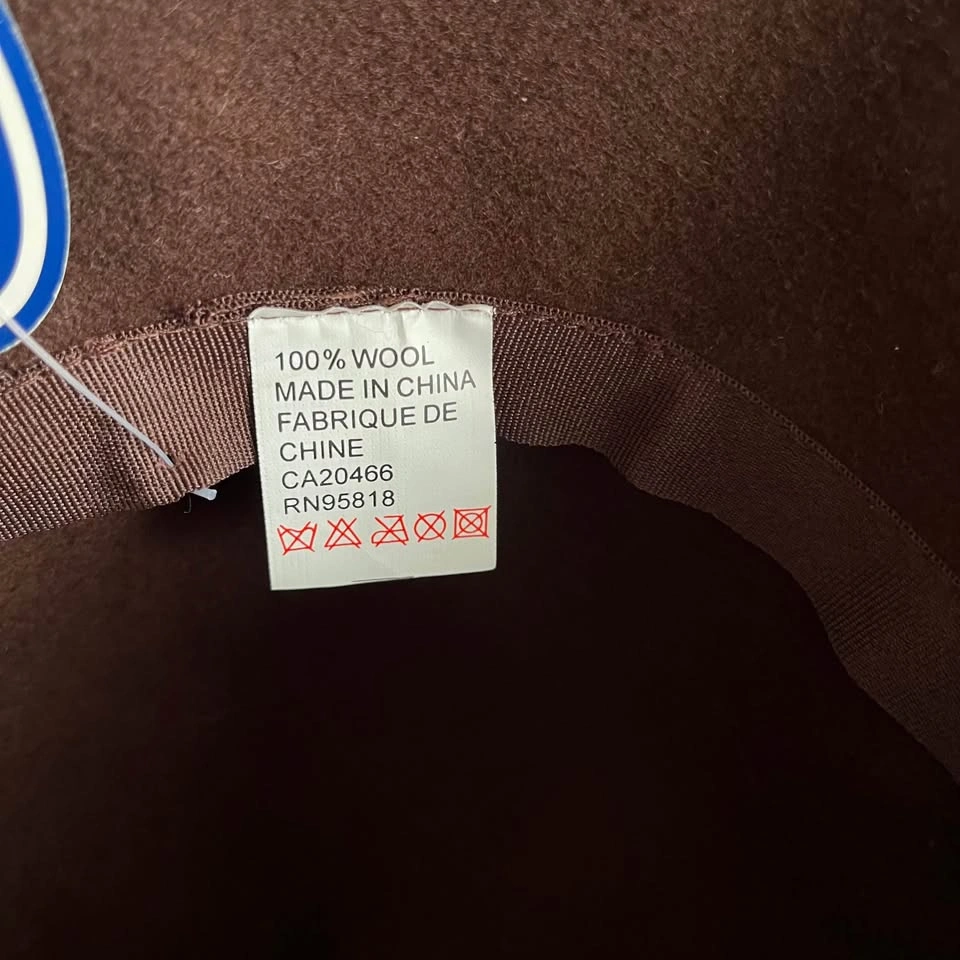 100% WOOL
MADE IN CHINA
FABRIQUE DE
CHINE
CA20466
RN95818